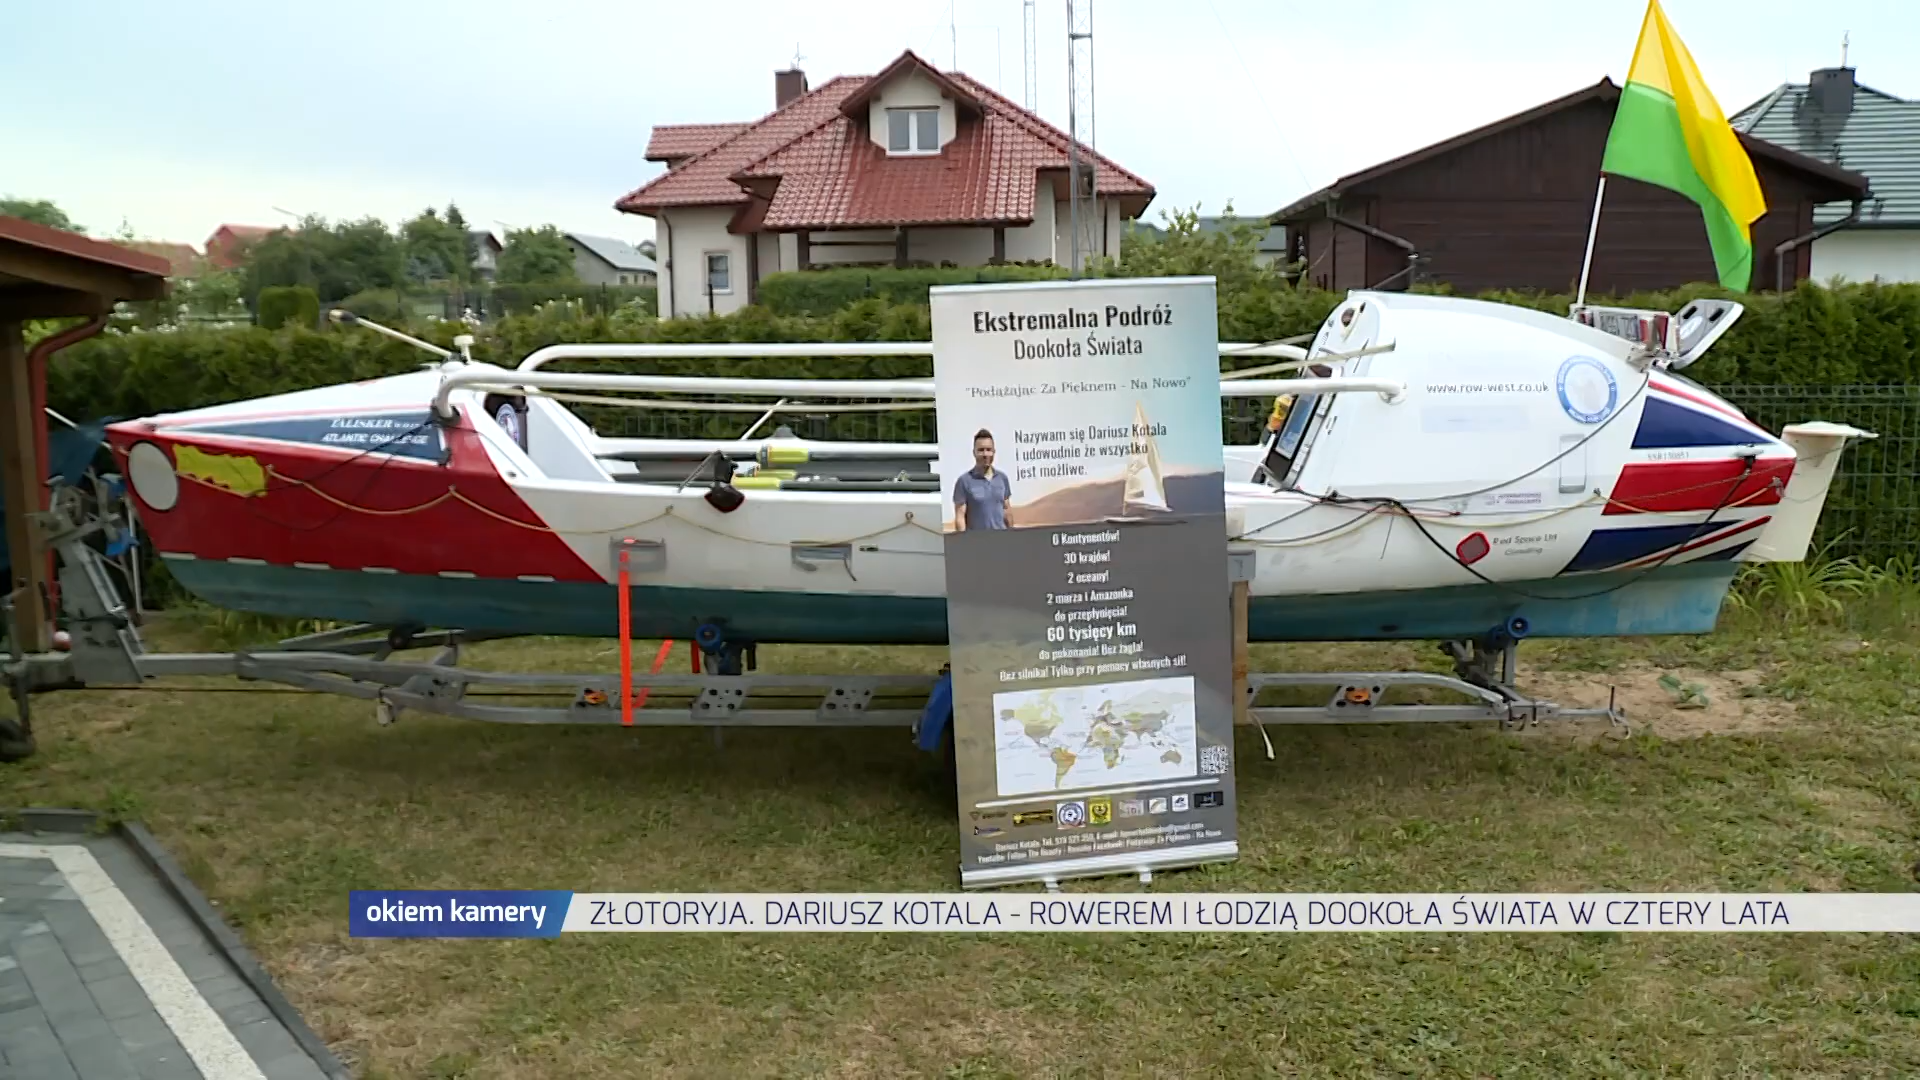 Ekstremalna Podróż
Dookoła Świata
"Podążając Za Pięknem - Na Nowo"
Nazywam się Dariusz Kotala
i udowodnię że wszystko
jest możliwe.
6 Kontynentów!
30 krajów!
2 oceany!
2 morza i Amazonka
do przepłynięcia!
60 tysięcy km
do pokonania! Bez żagla!
Bez silnika! Tylko przy pomocy własnych sił!
TALISKER
ATLANTIC CHALLENGE
www.row-west.co.uk
Red Space Ltd
Consulting
okiem kamery
ZŁOTORYJA. DARIUSZ KOTALA - ROWEREM I ŁODZIĄ DOOKOŁA ŚWIATA W CZTERY LATA